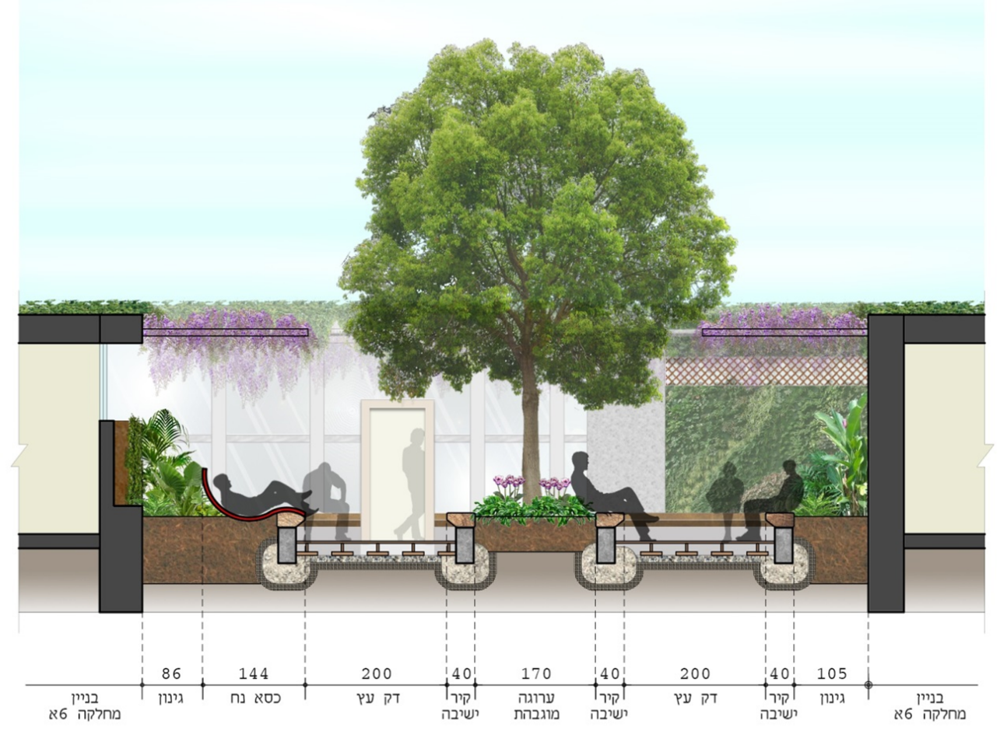 86 144 200 40 170 40 200 40 105
בניין גינון כסא נח דק עץ קיר ערוגה קיר דק עץ קיר גינון בניין
מחלקה 6א ישיבה מוגבהת ישיבה ישיבה מחלקה 6א